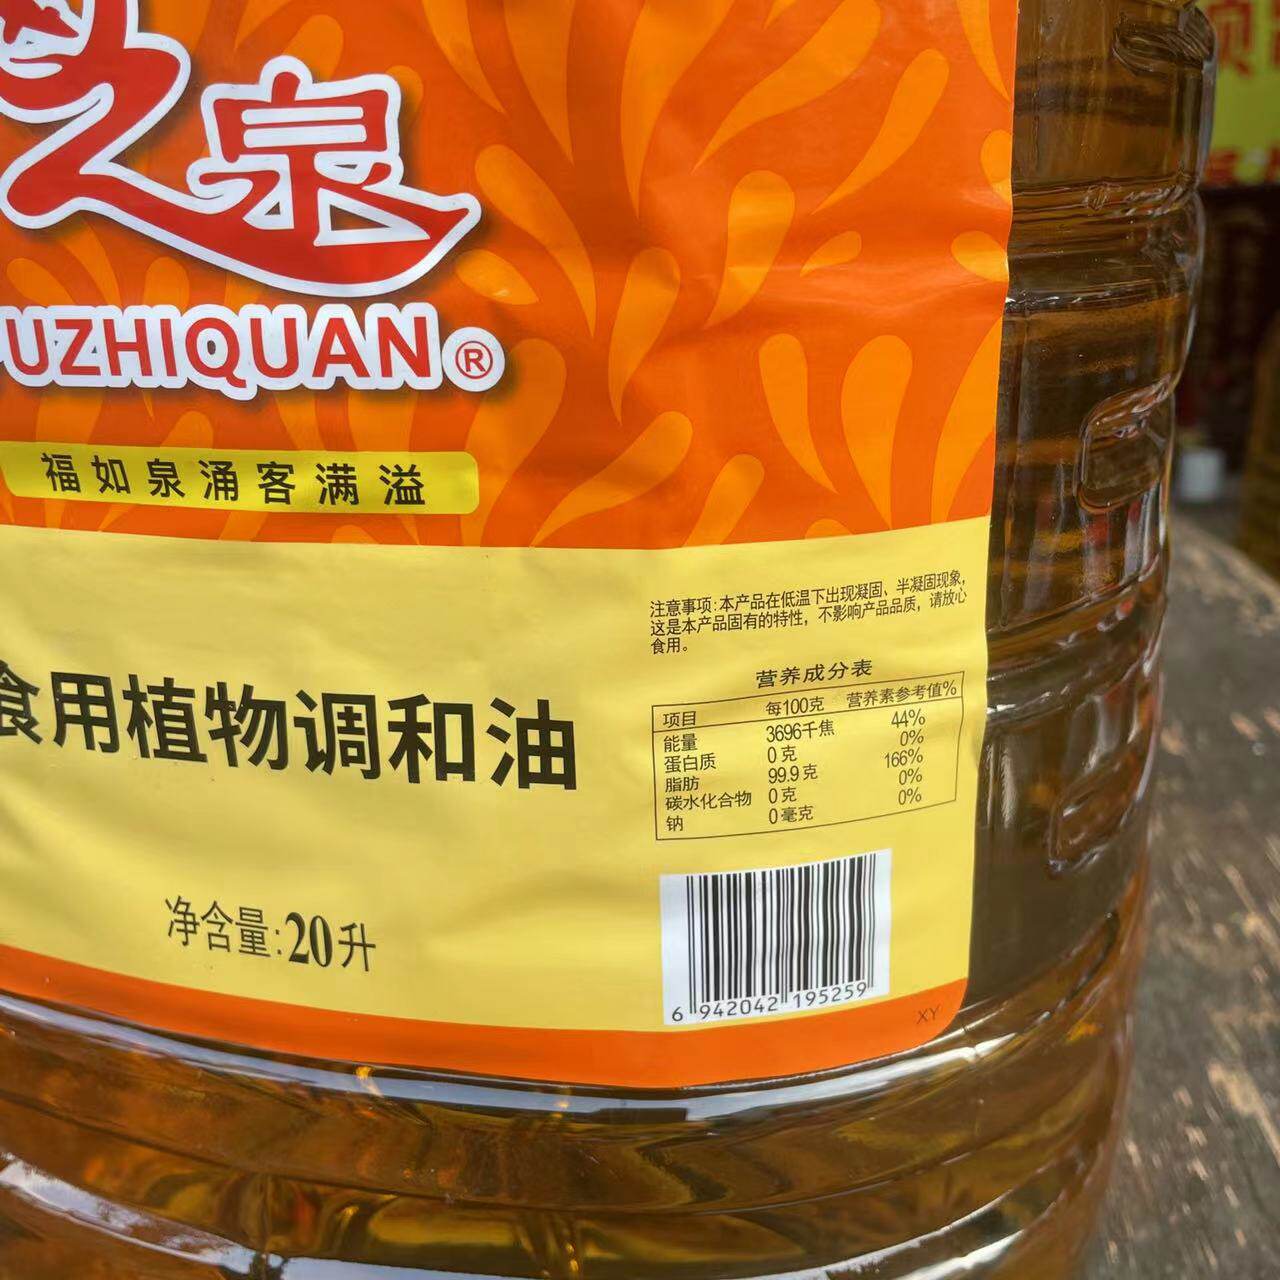 之泉
UZHIQUAN®
福如泉涌客满溢
食用植物调和油
净含量:20升
注意事项:本产品在低温下出现凝固、半凝固现象,
这是本产品固有的特性,不影响产品品质,请放心
食用。
营养成分表
项目 每100克 营养素参考值%
能量 3696千焦 44%
蛋白质 0克 0%
脂肪 99.9克 166%
碳水化合物 0克 0%
钠 0毫克 0%
6 942042 195259
XY